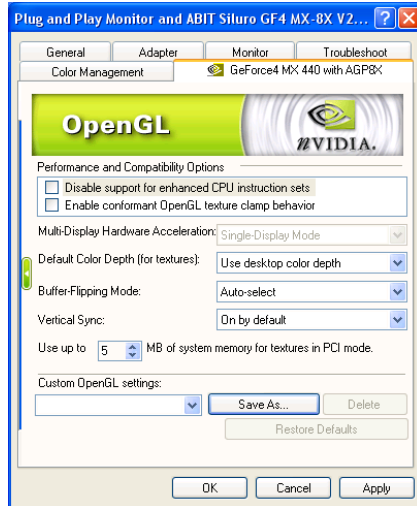 Plug and Play Monitor and ABIT Siluro GF4 MX-8X V2...
General Adapter Monitor Troubleshoot
Color Management GeForce4 MX 440 with AGP8X
OpenGL
nVIDIA.
Performance and Compatibility Options
Disable support for enhanced CPU instruction sets
Enable conformant OpenGL texture clamp behavior
Multi-Display Hardware Acceleration: Single-Display Mode
Default Color Depth (for textures): Use desktop color depth
Buffer-Flipping Mode: Auto-select
Vertical Sync: On by default
Use up to 5 MB of system memory for textures in PCI mode.
Custom OpenGL settings:
Save As... Delete
Restore Defaults
OK Cancel Apply